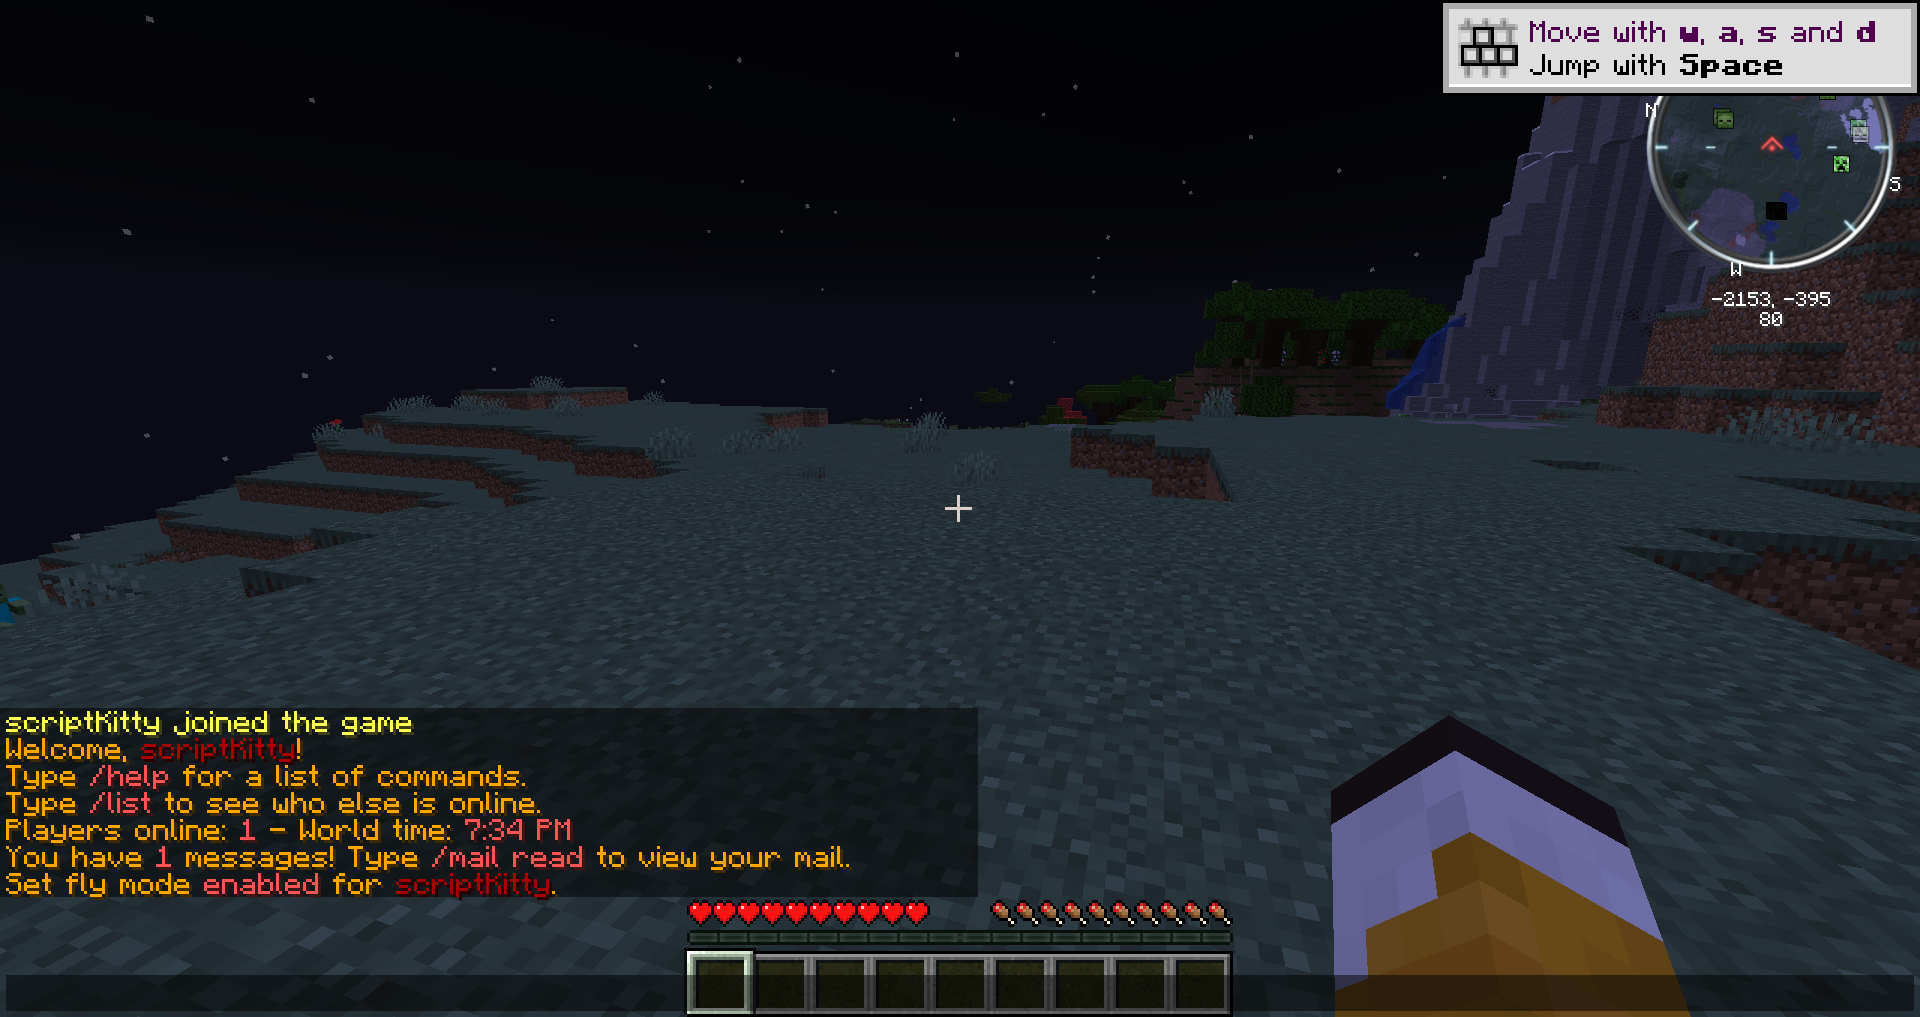 Move with w, a, s and d
Jump with Space
N
S
W
-2153, -395
80
scriptKitty joined the game
Welcome, scriptKitty!
Type /help for a list of commands.
Type /list to see who else is online.
Players online: 1 - World time: 7:34 PM
You have 1 messages! Type /mail read to view your mail.
Set fly mode enabled for scriptKitty.